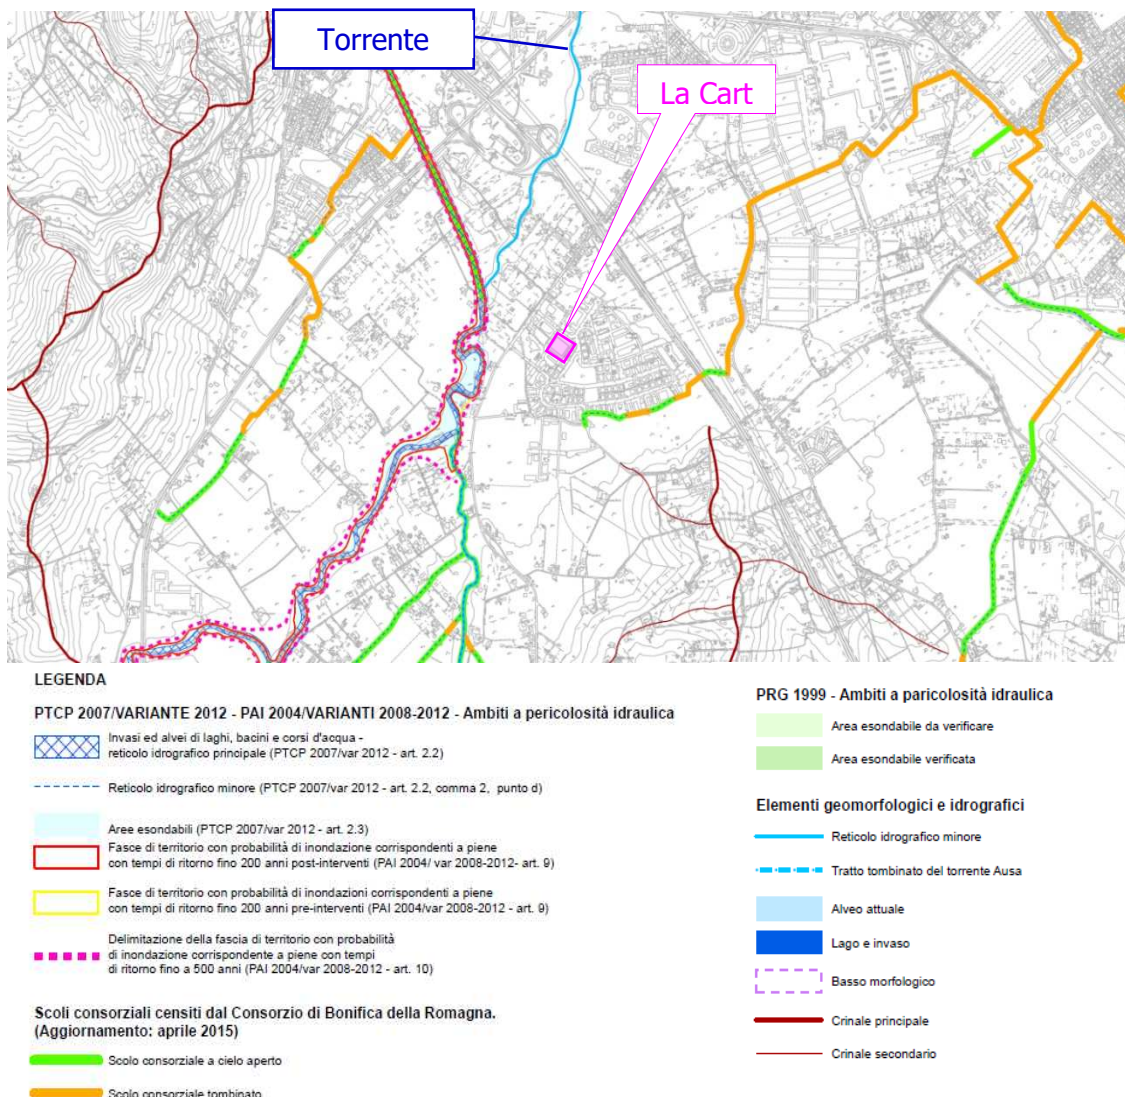 Torrente
La Cart
LEGENDA
PTCP 2007/VARIANTE 2012 - PAI 2004/VARIANTI 2008-2012 - Ambiti a pericolosità idraulica
Invasi ed alvei di laghi, bacini e corsi d'acqua -
reticolo idrografico principale (PTCP 2007/var 2012 - art. 2.2)
Reticolo idrografico minore (PTCP 2007/var 2012 - art. 2.2, comma 2, punto d)
Aree esondabili (PTCP 2007/var 2012 - art. 2.3)
Fasce di territorio con probabilità di inondazione corrispondenti a piene
con tempi di ritorno fino 200 anni post-interventi (PAI 2004/ var 2008-2012- art. 9)
Fasce di territorio con probabilità di inondazioni corrispondenti a piene
con tempi di ritorno fino 200 anni pre-interventi (PAI 2004/var 2008-2012 - art. 9)
Delimitazione della fascia di territorio con probabilità
di inondazione corrispondente a piene con tempi
di ritorno fino a 500 anni (PAI 2004/var 2008-2012 - art. 10)
Scoli consorziali censiti dal Consorzio di Bonifica della Romagna.
(Aggiornamento: aprile 2015)
Scolo consorziale a cielo aperto
Scolo consorziale tombinato
PRG 1999 - Ambiti a paricolosità idraulica
Area esondabile da verificare
Area esondabile verificata
Elementi geomorfologici e idrografici
Reticolo idrografico minore
Tratto tombinato del torrente Ausa
Alveo attuale
Lago e invaso
Basso morfologico
Crinale principale
Crinale secondario